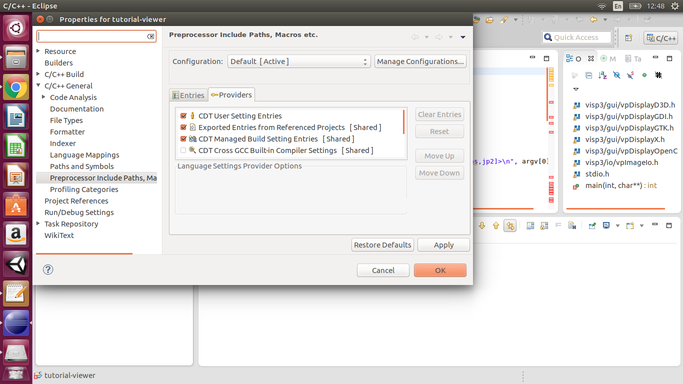 C/C++ - Eclipse
En
12:48
Properties for tutorial-viewer
Quick Access
C/C++
Resource
Builders
C/C++ Build
C/C++ General
Code Analysis
Documentation
File Types
Formatter
Indexer
Language Mappings
Paths and Symbols
Preprocessor Include Paths, Ma
Profiling Categories
Project References
Run/Debug Settings
Task Repository
WikiText
Preprocessor Include Paths, Macros etc.
Configuration:
Default [ Active ]
Manage Configurations...
Entries
Providers
CDT User Setting Entries
Exported Entries from Referenced Projects [ Shared ]
CDT Managed Build Setting Entries [ Shared ]
CDT Cross GCC Built-in Compiler Settings [ Shared ]
Language Settings Provider Options
Clear Entries
Reset
Move Up
Move Down
Restore Defaults
Apply
Cancel
OK
O
M
Ta
visp3/gui/vpDisplayD3D.h
visp3/gui/vpDisplayGDI.h
visp3/gui/vpDisplayGTK.h
visp3/gui/vpDisplayX.h
visp3/gui/vpDisplayOpenC
visp3/io/vpImageIo.h
stdio.h
main(int, char**) : int
s,jp2]>\n", argv[0]
tutorial-viewer